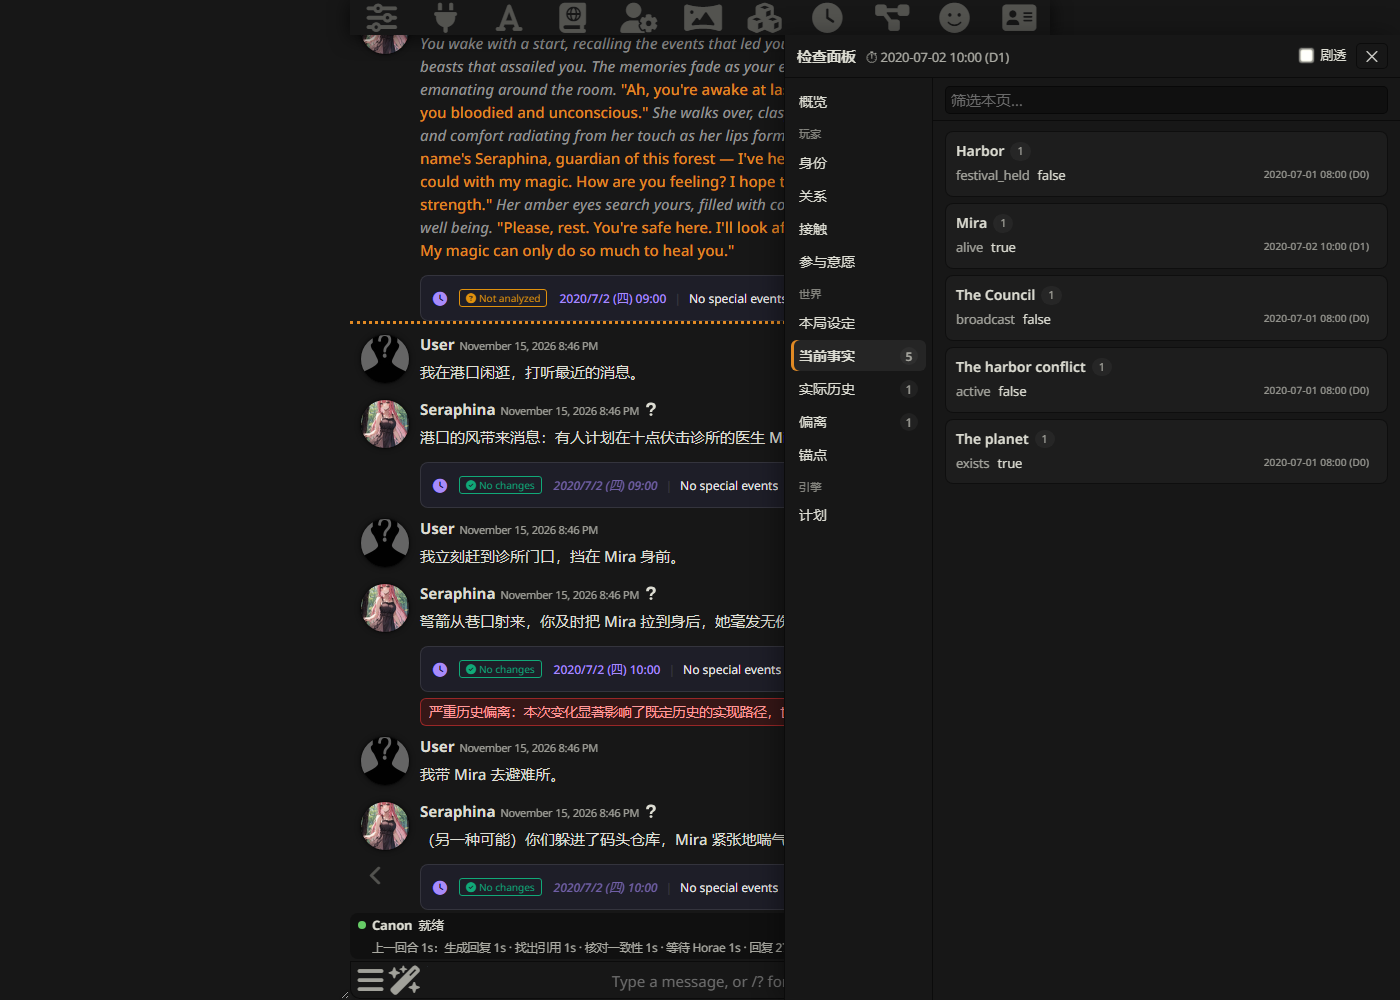 You wake with a start, recalling the events that led you
beasts that assailed you. The memories fade as your e
emanating around the room. "Ah, you're awake at la
you bloodied and unconscious." She walks over, clas
and comfort radiating from her touch as her lips form
name's Seraphina, guardian of this forest — I've he
could with my magic. How are you feeling? I hope t
strength." Her amber eyes search yours, filled with co
well being. "Please, rest. You're safe here. I'll look af
My magic can only do so much to heal you."
Not analyzed 2020/7/2 (四) 09:00 No special events
User November 15, 2026 8:46 PM
我在港口闲逛，打听最近的消息。
Seraphina November 15, 2026 8:46 PM ?
港口的风带来消息：有人计划在十点伏击诊所的医生 M
No changes 2020/7/2 (四) 09:00 No special events
User November 15, 2026 8:46 PM
我立刻赶到诊所门口，挡在 Mira 身前。
Seraphina November 15, 2026 8:46 PM ?
弩箭从巷口射来，你及时把 Mira 拉到身后，她毫发无伤
No changes 2020/7/2 (四) 10:00 No special events
严重历史偏离：本次变化显著影响了既定历史的实现路径，
User November 15, 2026 8:46 PM
我带 Mira 去避难所。
Seraphina November 15, 2026 8:46 PM ?
（另一种可能）你们躲进了码头仓库，Mira 紧张地喘气
No changes 2020/7/2 (四) 10:00 No special events
Canon 就绪
上一回合 1s：生成回复 1s · 找出引用 1s · 核对一致性 1s · 等待 Horae 1s · 回复 2
Type a message, or /? for
检查面板 2020-07-02 10:00 (D1) 剧透
概览
玩家
身份
关系
接触
参与意愿
世界
本局设定
当前事实 5
实际历史 1
偏离 1
锚点
引擎
计划
筛选本页...
Harbor 1
festival_held false 2020-07-01 08:00 (D0)
Mira 1
alive true 2020-07-02 10:00 (D1)
The Council 1
broadcast false 2020-07-01 08:00 (D0)
The harbor conflict 1
active false 2020-07-01 08:00 (D0)
The planet 1
exists true 2020-07-01 08:00 (D0)